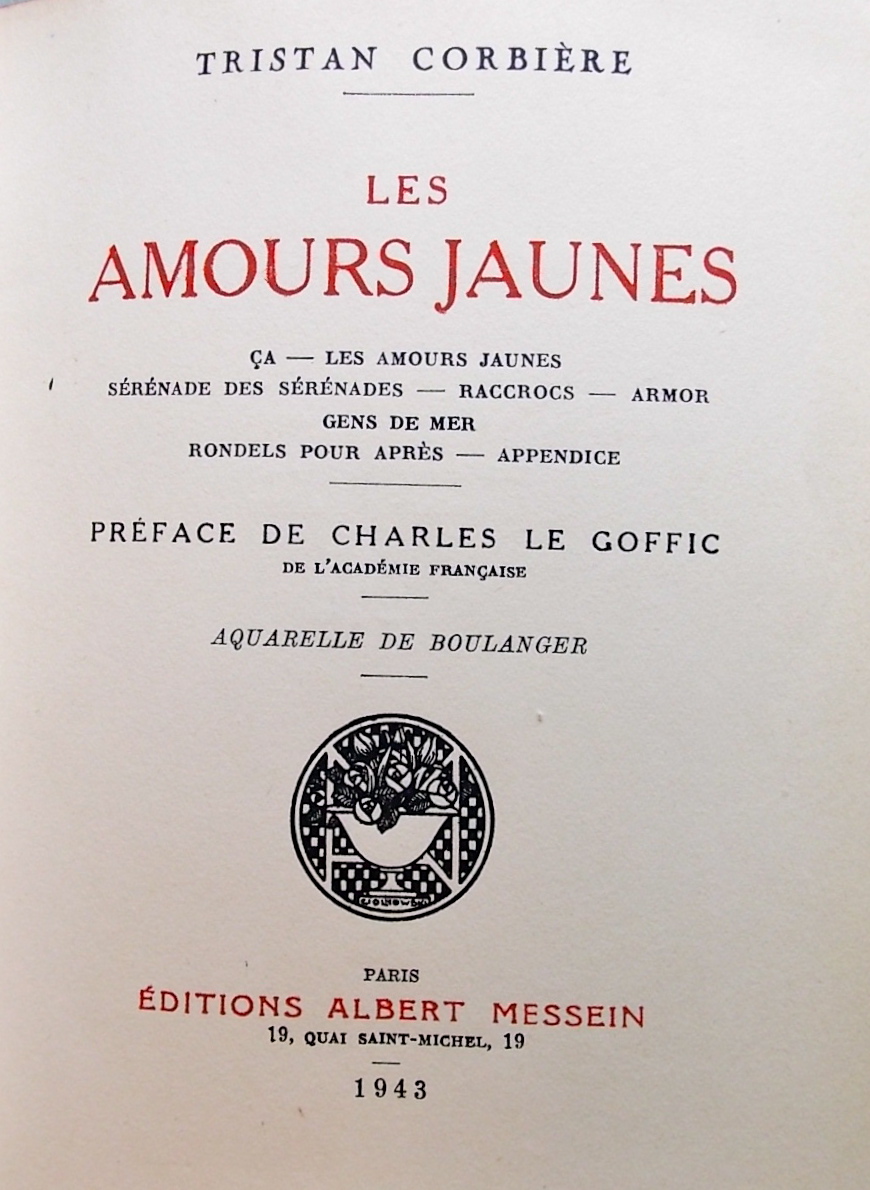 TRISTAN CORBIÈRE
LES
AMOURS JAUNES
ÇA — LES AMOURS JAUNES
SÉRÉNADE DES SÉRÉNADES — RACCROCS — ARMOR
GENS DE MER
RONDELS POUR APRÈS — APPENDICE
PRÉFACE DE CHARLES LE GOFFIC
DE L'ACADÉMIE FRANÇAISE
AQUARELLE DE BOULANGER
PARIS
ÉDITIONS ALBERT MESSEIN
19, QUAI SAINT-MICHEL, 19
1943